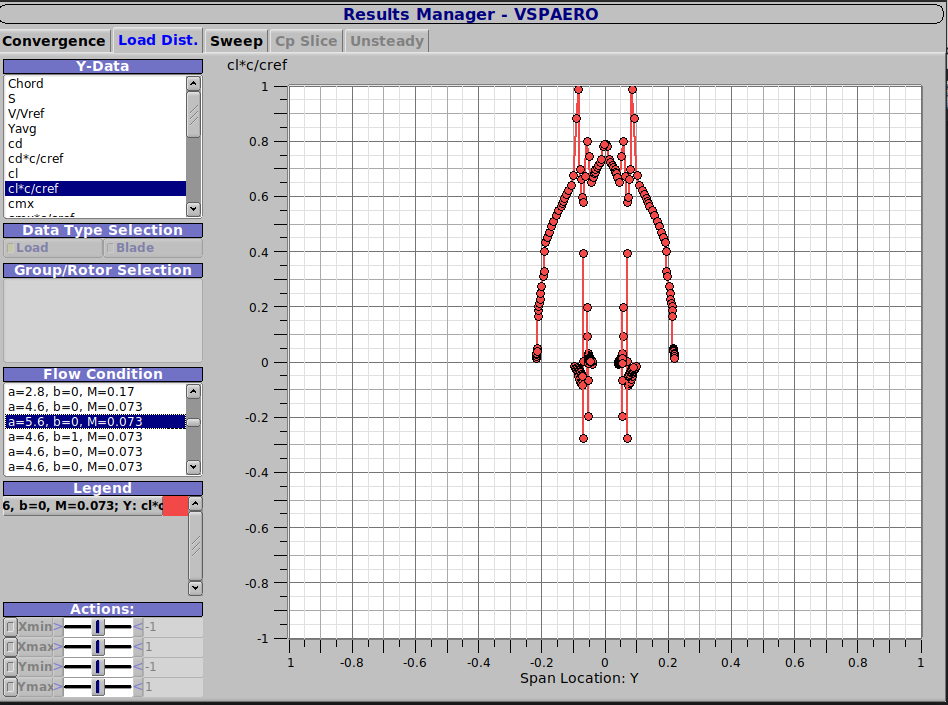 Results Manager - VSPAERO
Convergence Load Dist. Sweep Cp Slice Unsteady
Y-Data
Chord
S
V/Vref
Yavg
cd
cd*c/cref
cl
cl*c/cref
cmx
Data Type Selection
Load Blade
Group/Rotor Selection
Flow Condition
a=2.8, b=0, M=0.17
a=4.6, b=0, M=0.073
a=5.6, b=0, M=0.073
a=4.6, b=1, M=0.073
a=4.6, b=0, M=0.073
a=4.6, b=0, M=0.073
Legend
6, b=0, M=0.073; Y: cl*c
Actions:
Xmin > < -1
Xmax > < 1
Ymin > < -1
Ymax > < 1
cl*c/cref
1
0.8
0.6
0.4
0.2
0
-0.2
-0.4
-0.6
-0.8
-1
1 -0.8 -0.6 -0.4 -0.2 0 0.2 0.4 0.6 0.8 1
Span Location: Y